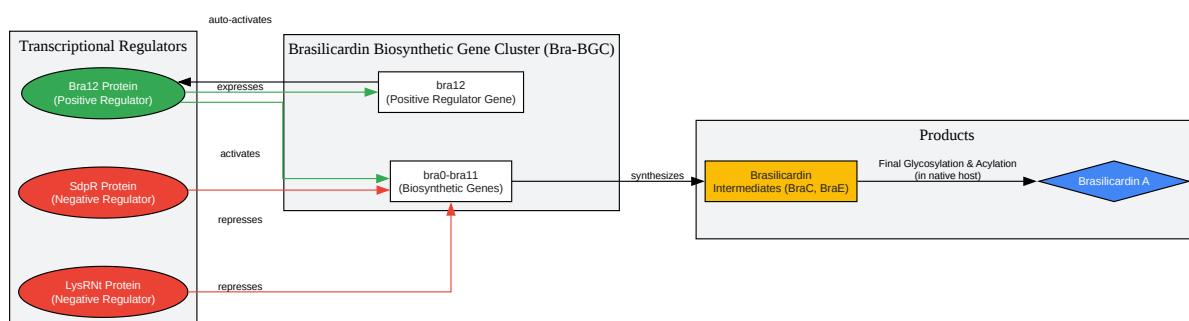 auto-activates
Transcriptional Regulators
Brasilicardin Biosynthetic Gene Cluster (Bra-BGC)
Bra12 Protein
(Positive Regulator)
expresses
bra12
(Positive Regulator Gene)
activates
SdpR Protein
(Negative Regulator)
represses
bra0-bra11
(Biosynthetic Genes)
synthesizes
Products
Brasilicardin
Intermediates (BraC, BraE)
Final Glycosylation & Acylation
(in native host)
Brasilicardin A
LysRNt Protein
(Negative Regulator)
represses